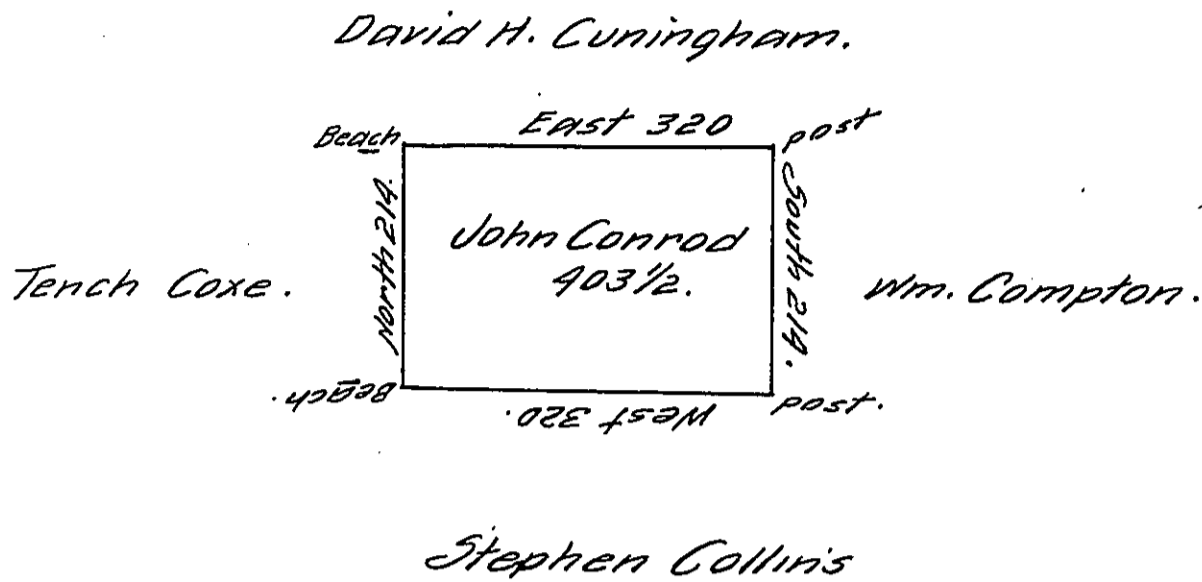 David H. Cuningham.
Beach
East 320
post
North 214.
John Conrod
403 1/2.
South 214.
Tench Coxe.
Wm. Compton.
Beach.
West 320.
post.
Stephen Collins